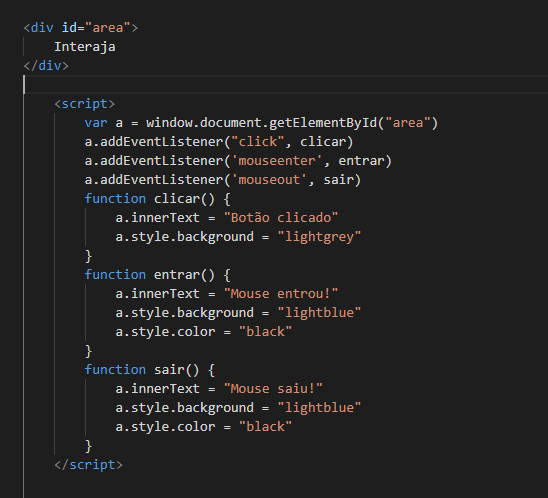 <div id="area">
    Interaja
</div>

    <script>
        var a = window.document.getElementById("area")
        a.addEventListener("click", clicar)
        a.addEventListener('mouseenter', entrar)
        a.addEventListener('mouseout', sair)
        function clicar() {
            a.innerText = "Botão clicado"
            a.style.background = "lightgrey"
        }
        function entrar() {
            a.innerText = "Mouse entrou!"
            a.style.background = "lightblue"
            a.style.color = "black"
        }
        function sair() {
            a.innerText = "Mouse saiu!"
            a.style.background = "lightblue"
            a.style.color = "black"
        }
    </script>